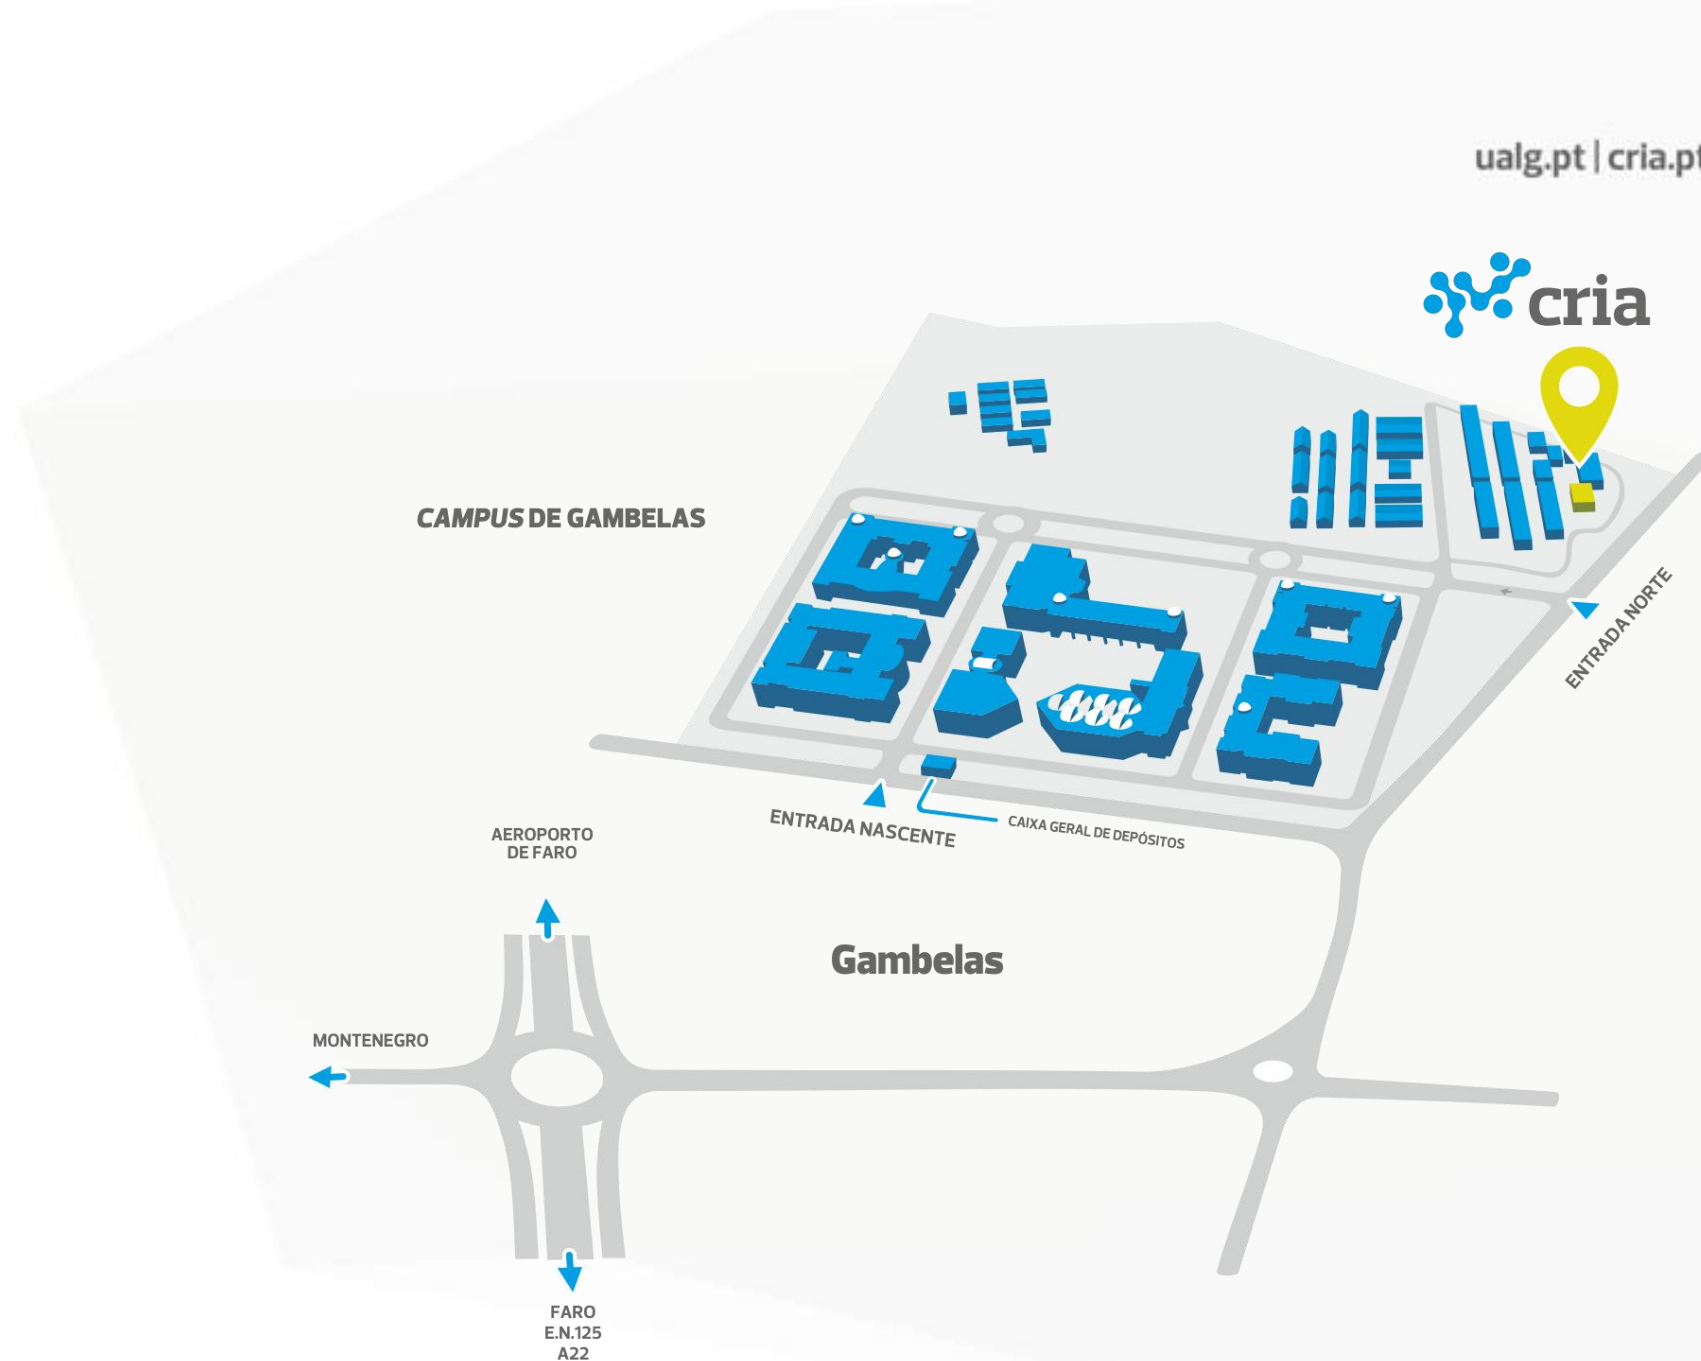 ualg.pt | cria.pt
cria
CAMPUS DE GAMBELAS
ENTRADA NORTE
ENTRADA NASCENTE
CAIXA GERAL DE DEPÓSITOS
AEROPORTO
DE FARO
Gambelas
MONTENEGRO
FARO
E.N.125
A22